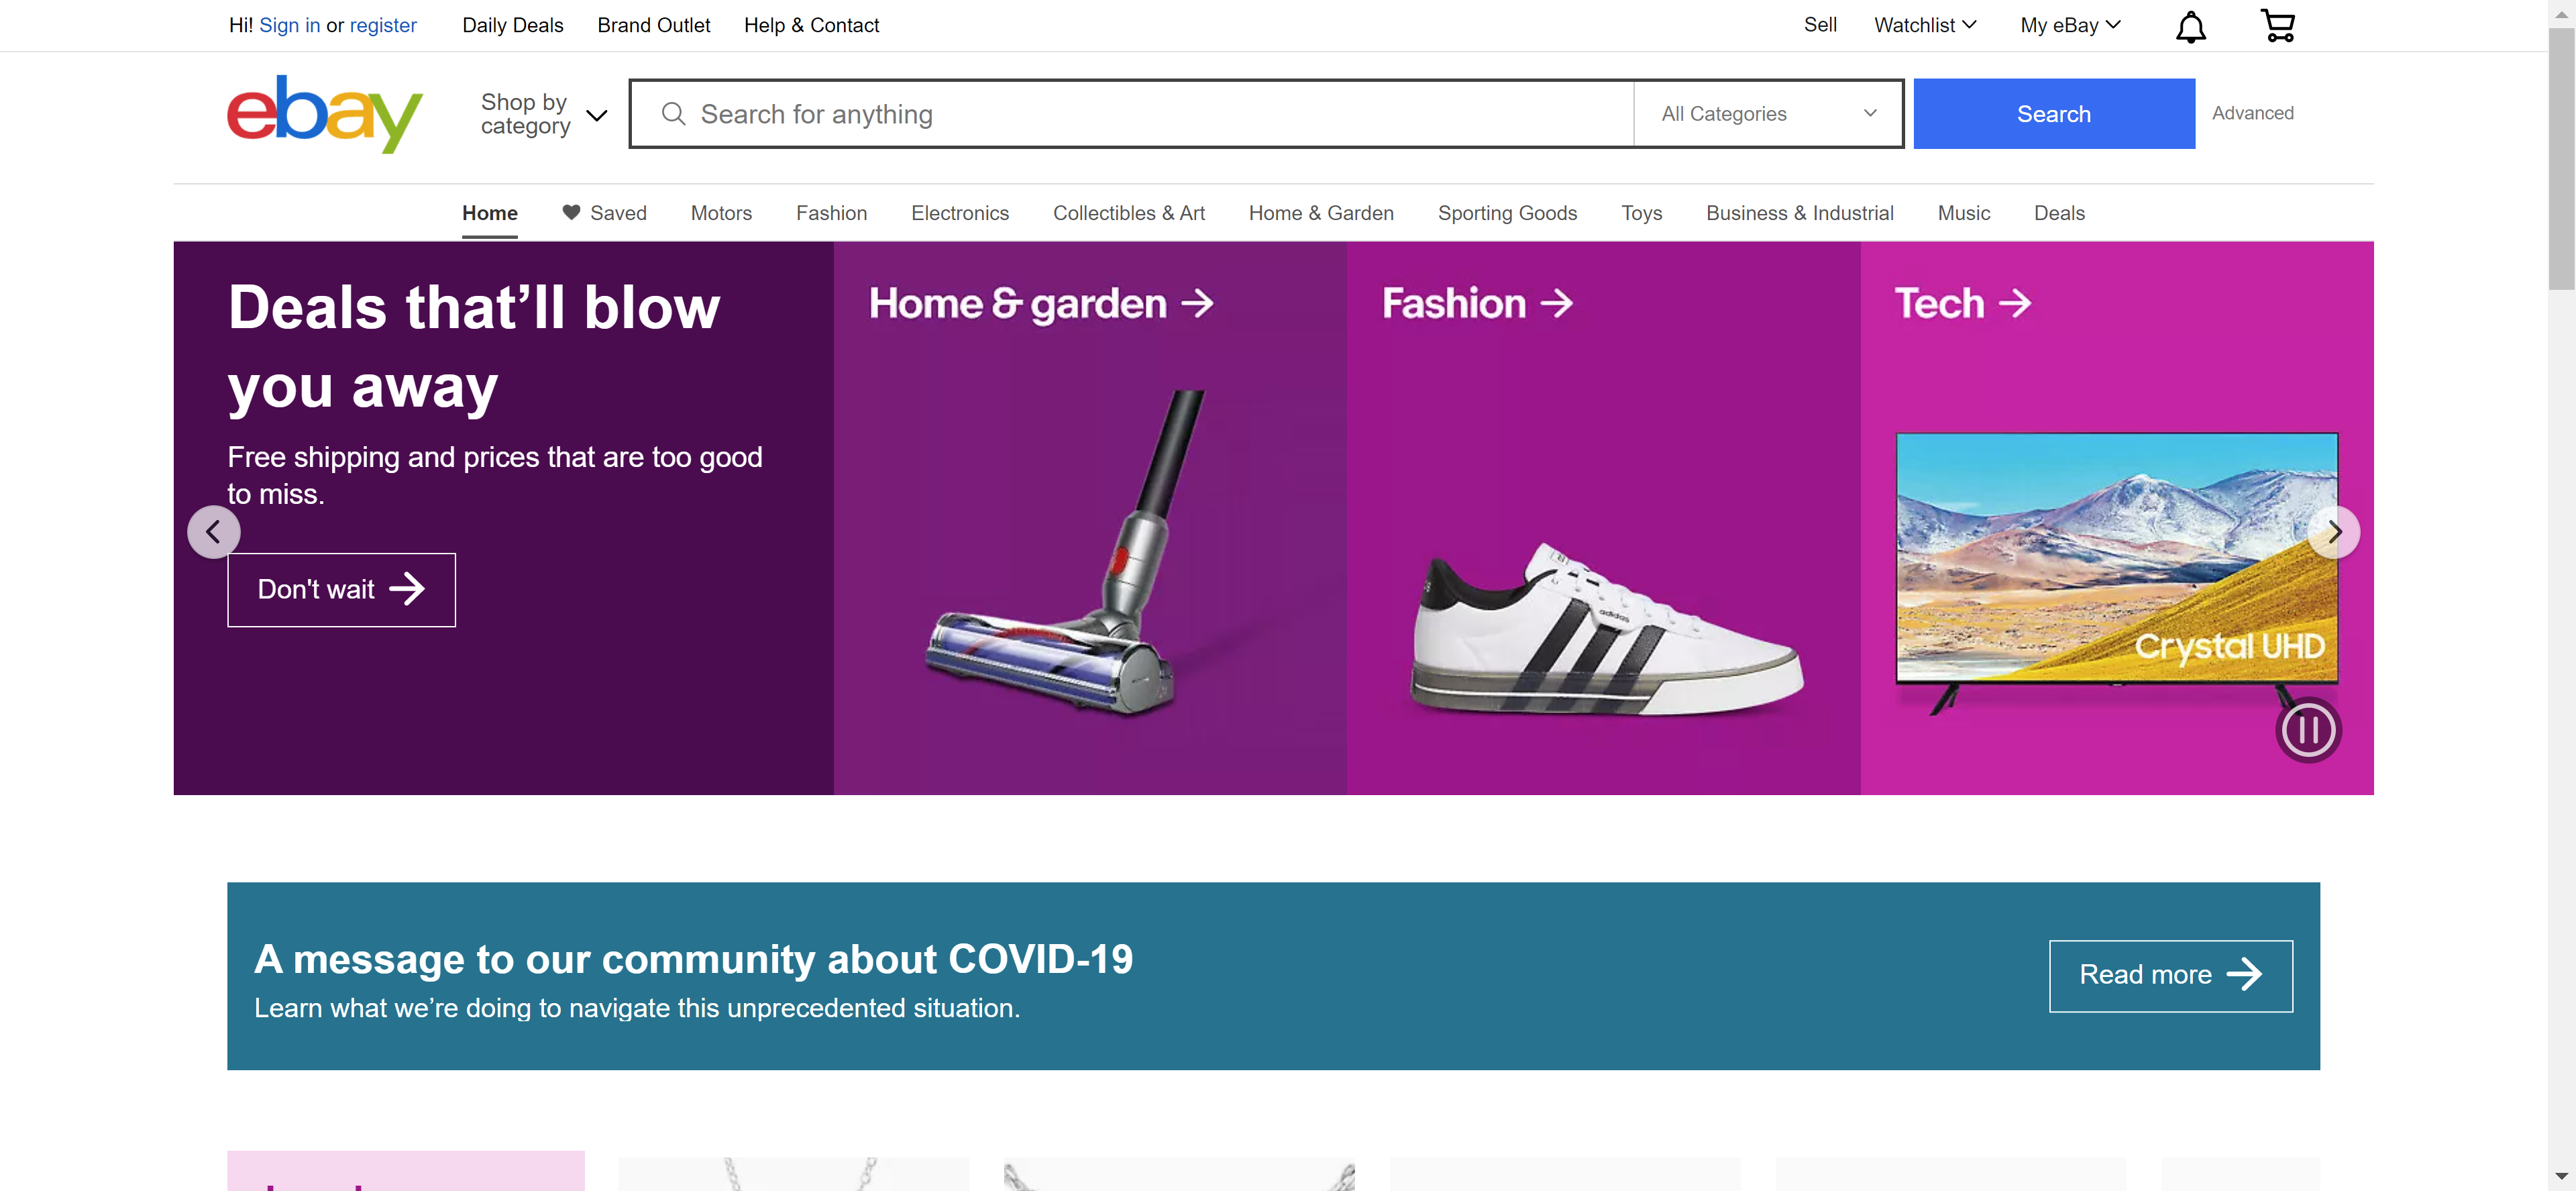 Hi! Sign in or register Daily Deals Brand Outlet Help & Contact Sell Watchlist My eBay
ebay
Shop by
category
Search for anything
All Categories
Search
Advanced
Home Saved Motors Fashion Electronics Collectibles & Art Home & Garden Sporting Goods Toys Business & Industrial Music Deals
Deals that’ll blow
you away
Free shipping and prices that are too good
to miss.
Don't wait
Home & garden
Fashion
adidas
Tech
Crystal UHD
A message to our community about COVID-19
Learn what we’re doing to navigate this unprecedented situation.
Read more